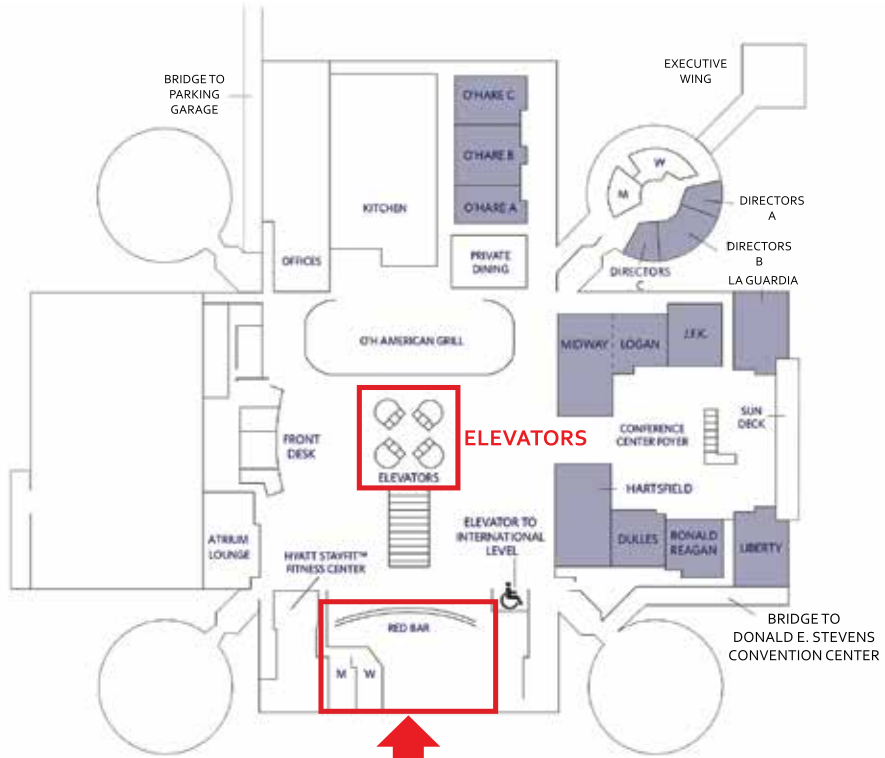 BRIDGE TO
PARKING
GARAGE
EXECUTIVE
WING
O'HARE C
O'HARE B
O'HARE A
KITCHEN
OFFICES
PRIVATE
DINING
W
M
DIRECTORS
A
DIRECTORS
B
DIRECTORS
C
LA GUARDIA
O'H AMERICAN GRILL
MIDWAY
LOGAN
J.F.K.
SUN
DECK
CONFERENCE
CENTER FOYER
FRONT
DESK
ELEVATORS
ELEVATORS
HARTSFIELD
DULLES
RONALD
REAGAN
LIBERTY
ATRIUM
LOUNGE
HYATT STAYFIT™
FITNESS CENTER
ELEVATOR TO
INTERNATIONAL
LEVEL
RED BAR
M
W
BRIDGE TO
DONALD E. STEVENS
CONVENTION CENTER